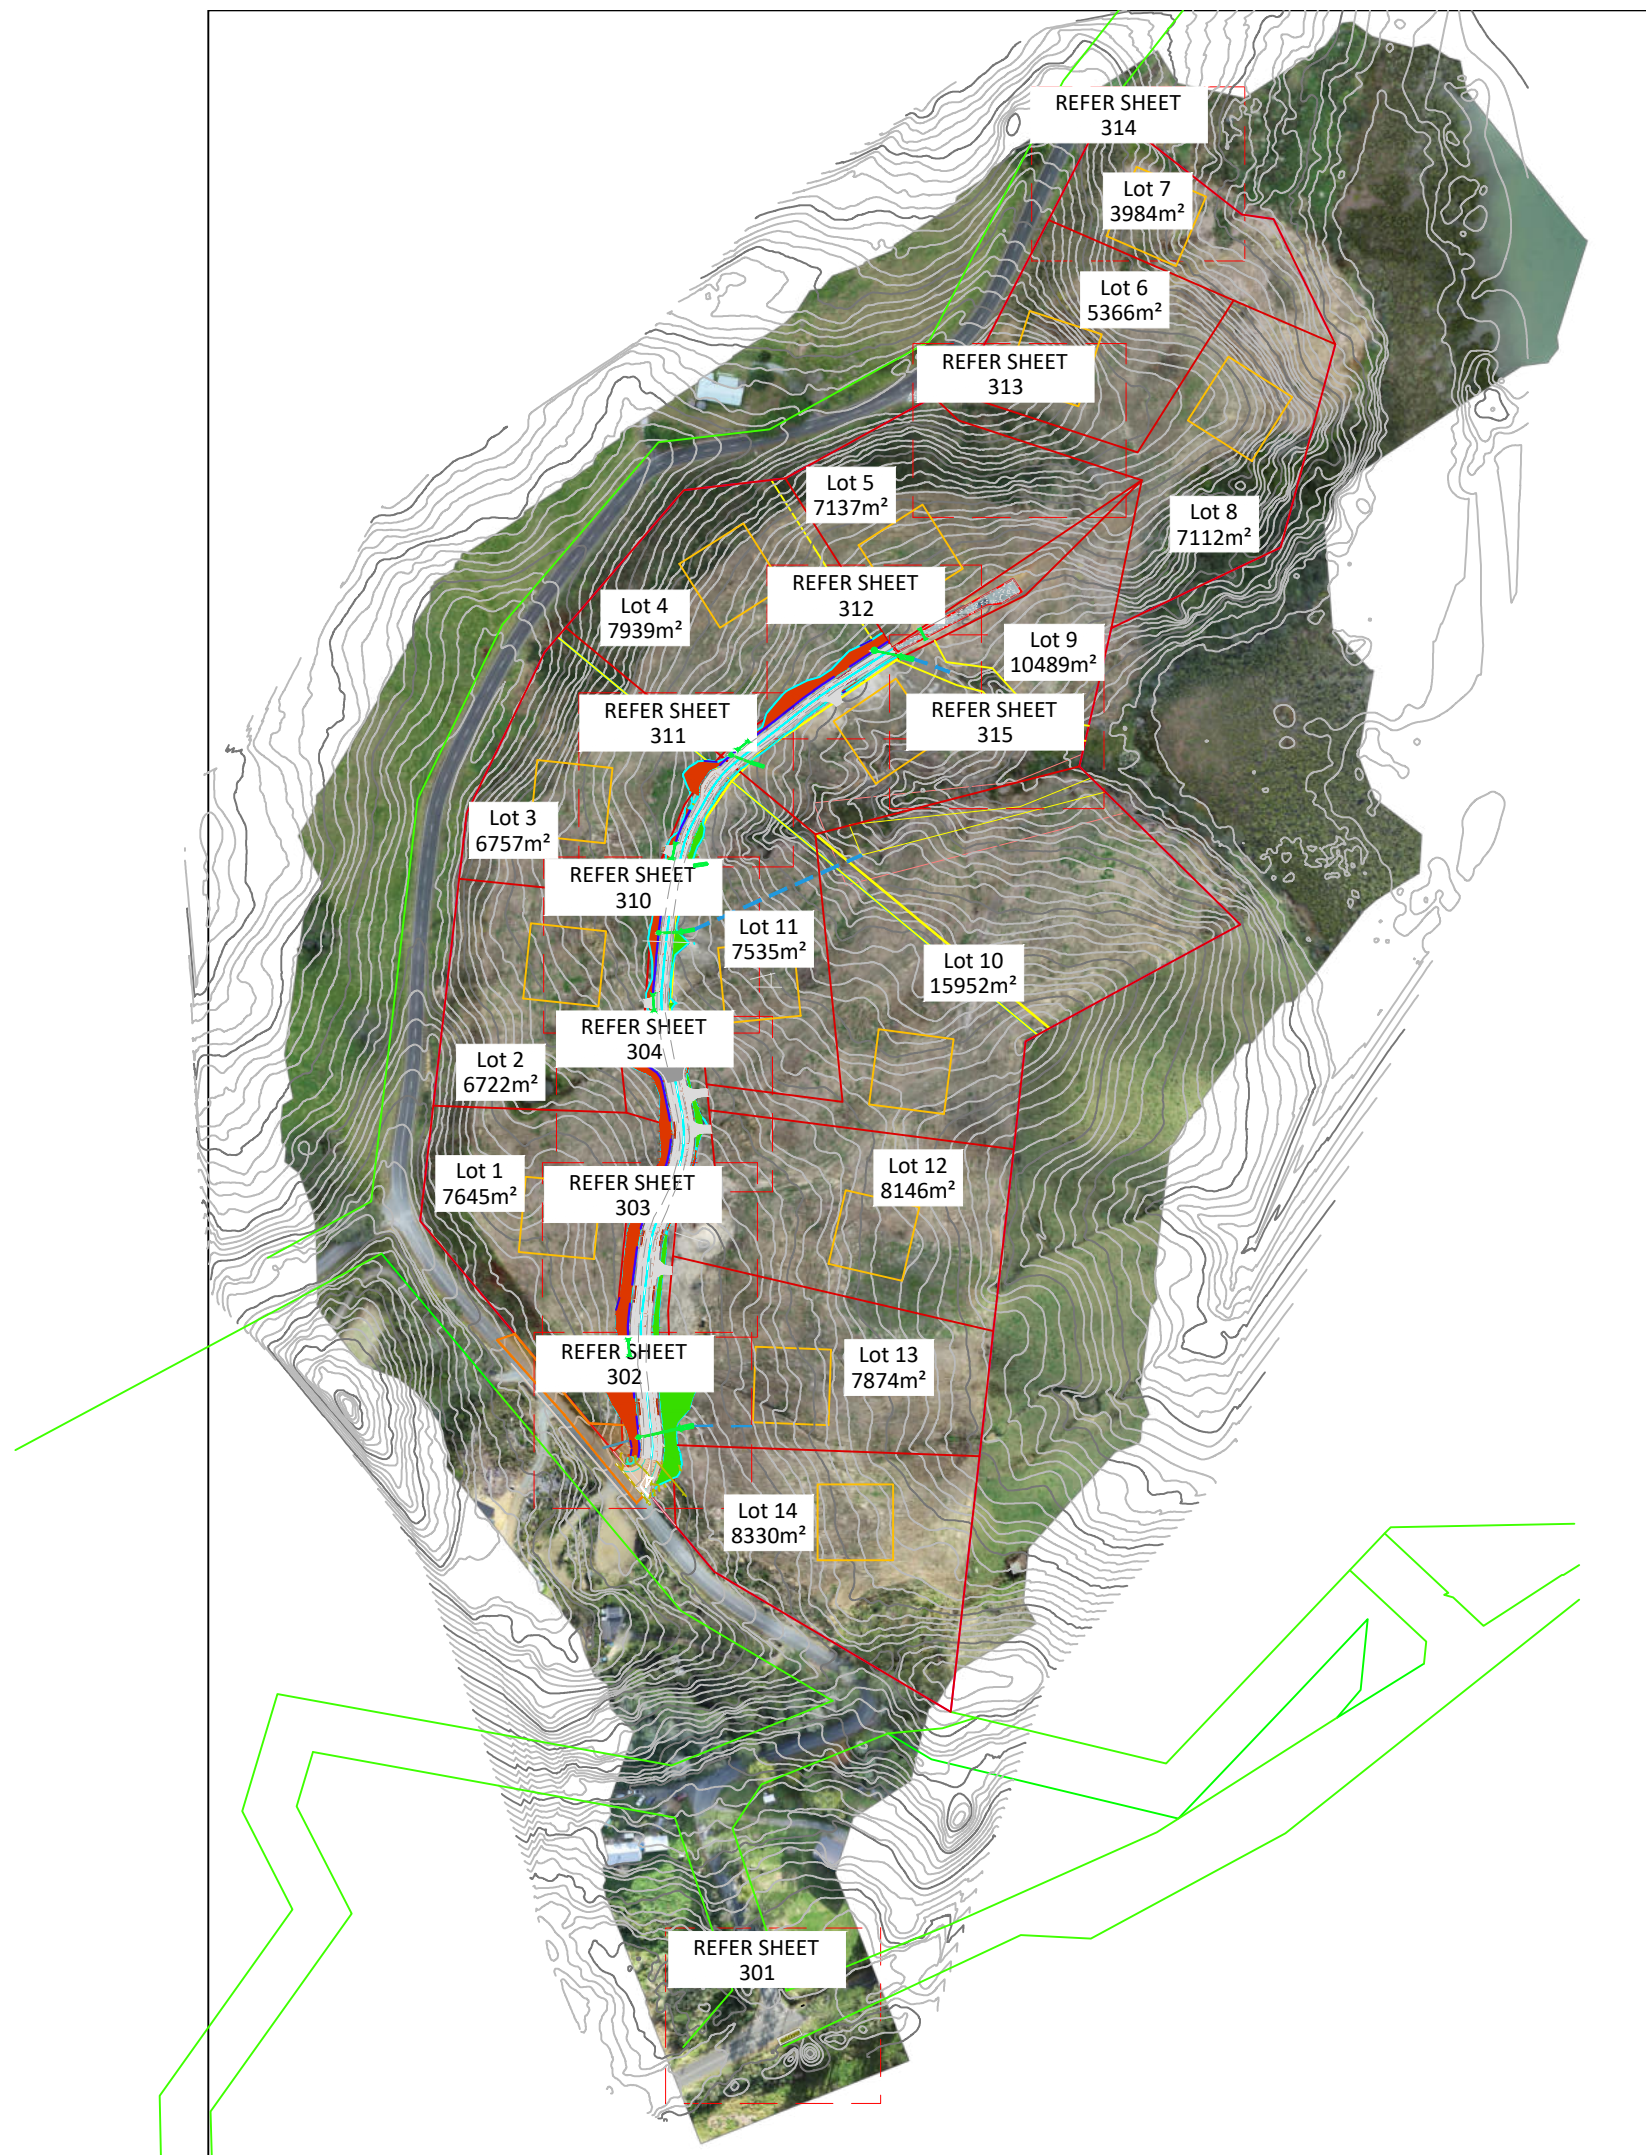 REFER SHEET
314
Lot 7
3984m²
Lot 6
5366m²
REFER SHEET
313
Lot 5
7137m²
Lot 8
7112m²
REFER SHEET
312
Lot 4
7939m²
Lot 9
10489m²
REFER SHEET
311
REFER SHEET
315
Lot 3
6757m²
REFER SHEET
310
Lot 11
7535m²
Lot 10
15952m²
REFER SHEET
304
Lot 2
6722m²
Lot 1
7645m²
REFER SHEET
303
Lot 12
8146m²
REFER SHEET
302
Lot 13
7874m²
Lot 14
8330m²
REFER SHEET
301